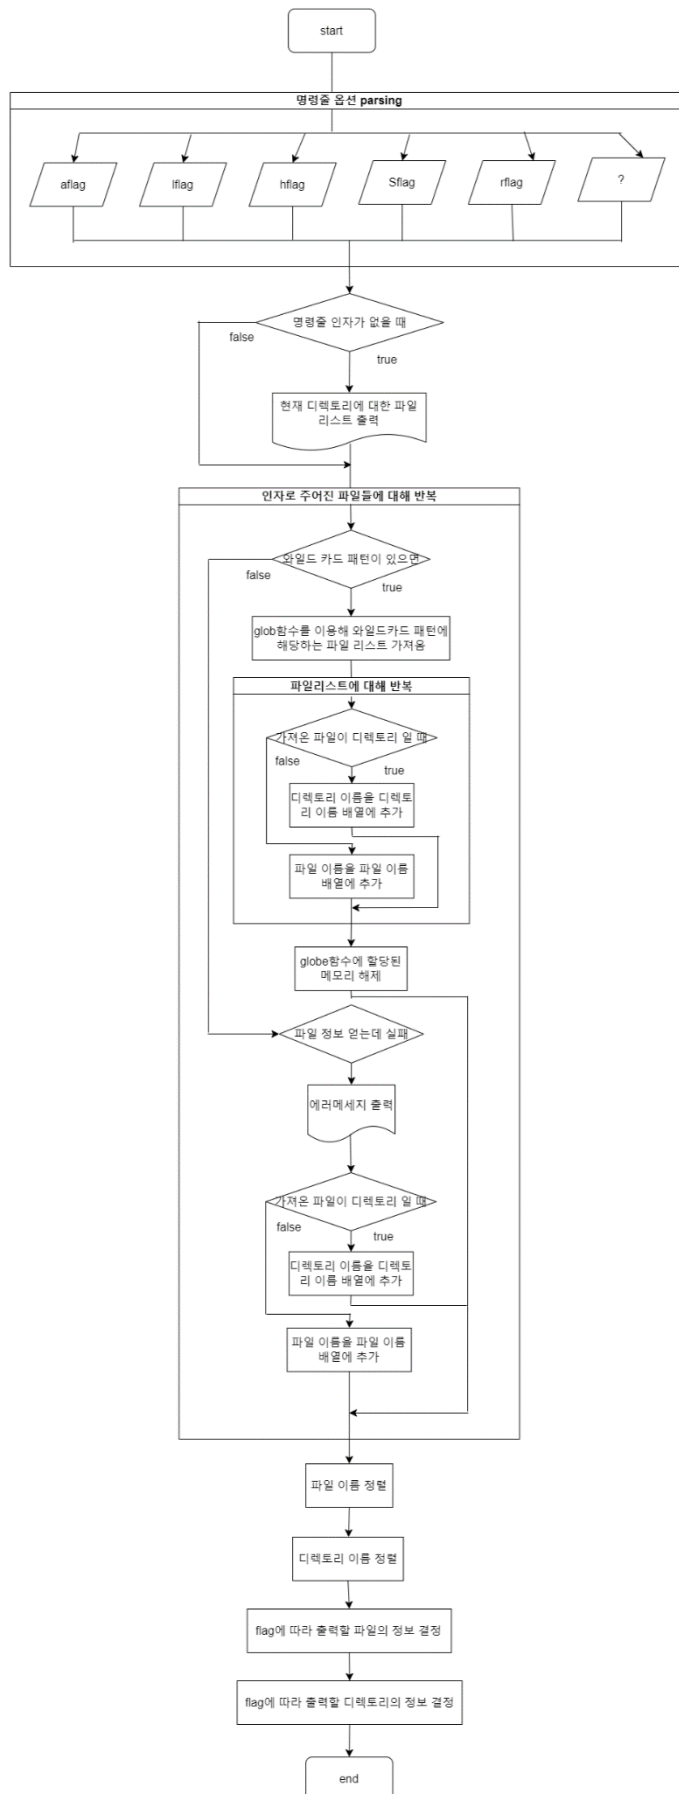 start
명령줄 옵션 parsing
aflag
lflag
hflag
Sflag
rflag
?
명령줄 인자가 없을 때
false
true
현재 디렉토리에 대한 파일
리스트 출력
인자로 주어진 파일들에 대해 반복
와일드 카드 패턴이 있으면
false
true
glob함수를 이용해 와일드카드 패턴에
해당하는 파일 리스트 가져옴
파일리스트에 대해 반복
가져온 파일이 디렉토리 일 때
false
true
디렉토리 이름을 디렉토
리 이름 배열에 추가
파일 이름을 파일 이름
배열에 추가
globe함수에 할당된
메모리 해제
파일 정보 얻는데 실패
에러메세지 출력
가져온 파일이 디렉토리 일 때
false
true
디렉토리 이름을 디렉토
리 이름 배열에 추가
파일 이름을 파일 이름
배열에 추가
파일 이름 정렬
디렉토리 이름 정렬
flag에 따라 출력할 파일의 정보 결정
flag에 따라 출력할 디렉토리의 정보 결정
end